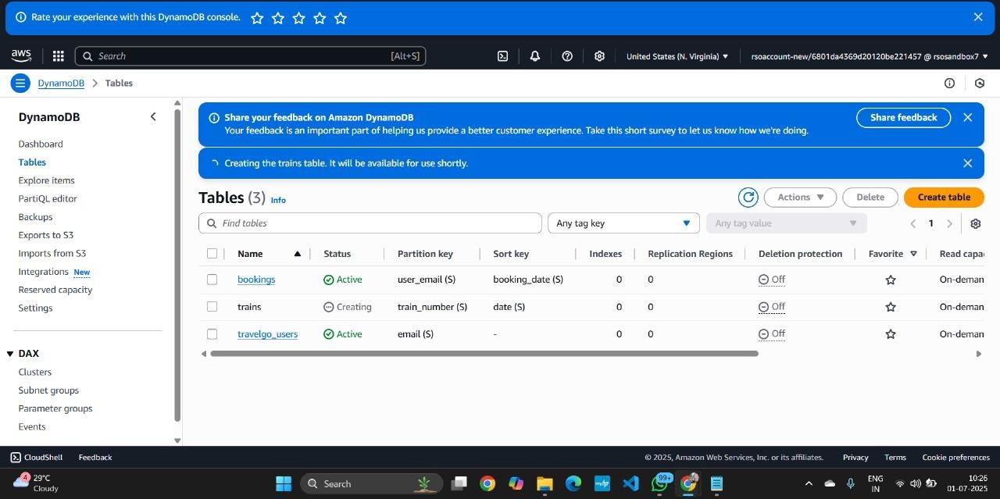 Rate your experience with this DynamoDB console.
aws
Search [Alt+S]
United States (N. Virginia)
rsoaccount-new/6801da4369d20120be221457 @ rsosandbox7
DynamoDB > Tables
DynamoDB
Dashboard
Tables
Explore items
PartiQL editor
Backups
Exports to S3
Imports from S3
Integrations New
Reserved capacity
Settings
DAX
Clusters
Subnet groups
Parameter groups
Events
Share your feedback on Amazon DynamoDB
Your feedback is an important part of helping us provide a better customer experience. Take this short survey to let us know how we're doing.
Share feedback
Creating the trains table. It will be available for use shortly.
Tables (3) Info
Actions
Delete
Create table
Find tables
Any tag key
Any tag value
1
Name Status Partition key Sort key Indexes Replication Regions Deletion protection Favorite Read capa
bookings Active user_email (S) booking_date (S) 0 0 Off On-deman
trains Creating train_number (S) date (S) 0 0 Off On-deman
travelgo_users Active email (S) - 0 0 Off On-deman
CloudShell Feedback
© 2025, Amazon Web Services, Inc. or its affiliates. Privacy Terms Cookie preferences
4
29°C
Cloudy
Search
myhp
99+
ENG
IN
10:26
01-07-2025